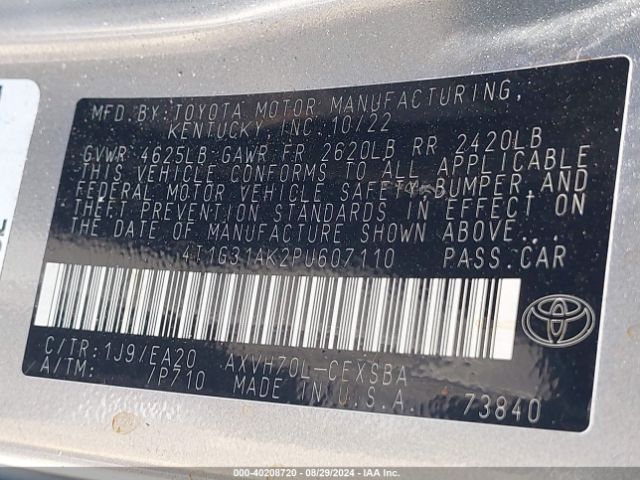 MFD.BY:TOYOTA MOTOR MANUFACTURING,
KENTUCKY,INC.10/22
GVWR 4625LB GAWR FR 2620LB RR 2420LB
THIS VEHICLE CONFORMS TO ALL APPLICABLE
FEDERAL MOTOR VEHICLE SAFETY,BUMPER,AND
THEFT PREVENTION STANDARDS IN EFFECT ON THE
DATE OF MANUFACTURE SHOWN ABOVE.
4T1G31AK2PU607110 PASS.CAR
C/TR:1J9/EA20 AXVH70L-CEXSBA
A/TM: /P710 MADE IN U.S.A. 73840
TOYOTA
000-40208720 - 08/29/2024 - IAA Inc.